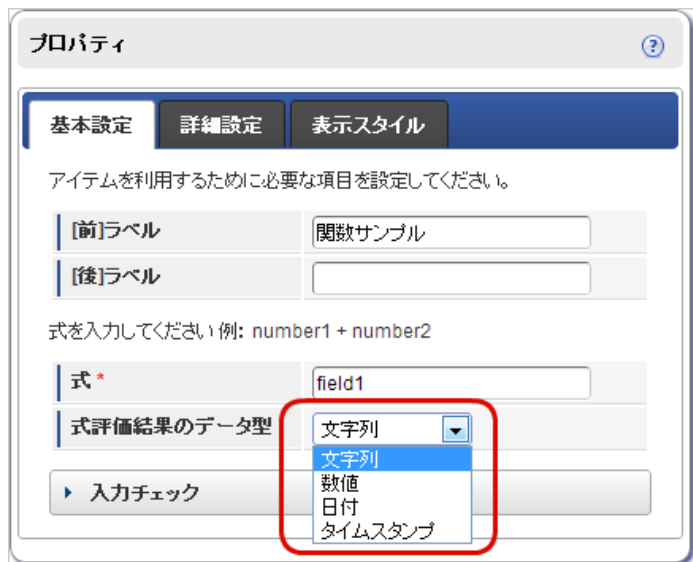 プロパティ
?
基本設定 詳細設定 表示スタイル
アイテムを利用するために必要な項目を設定してください。
[前]ラベル 関数サンプル
[後]ラベル
式を入力してください 例: number1 + number2
式 * field1
式評価結果のデータ型 文字列
文字列
数値
日付
タイムスタンプ
入力チェック